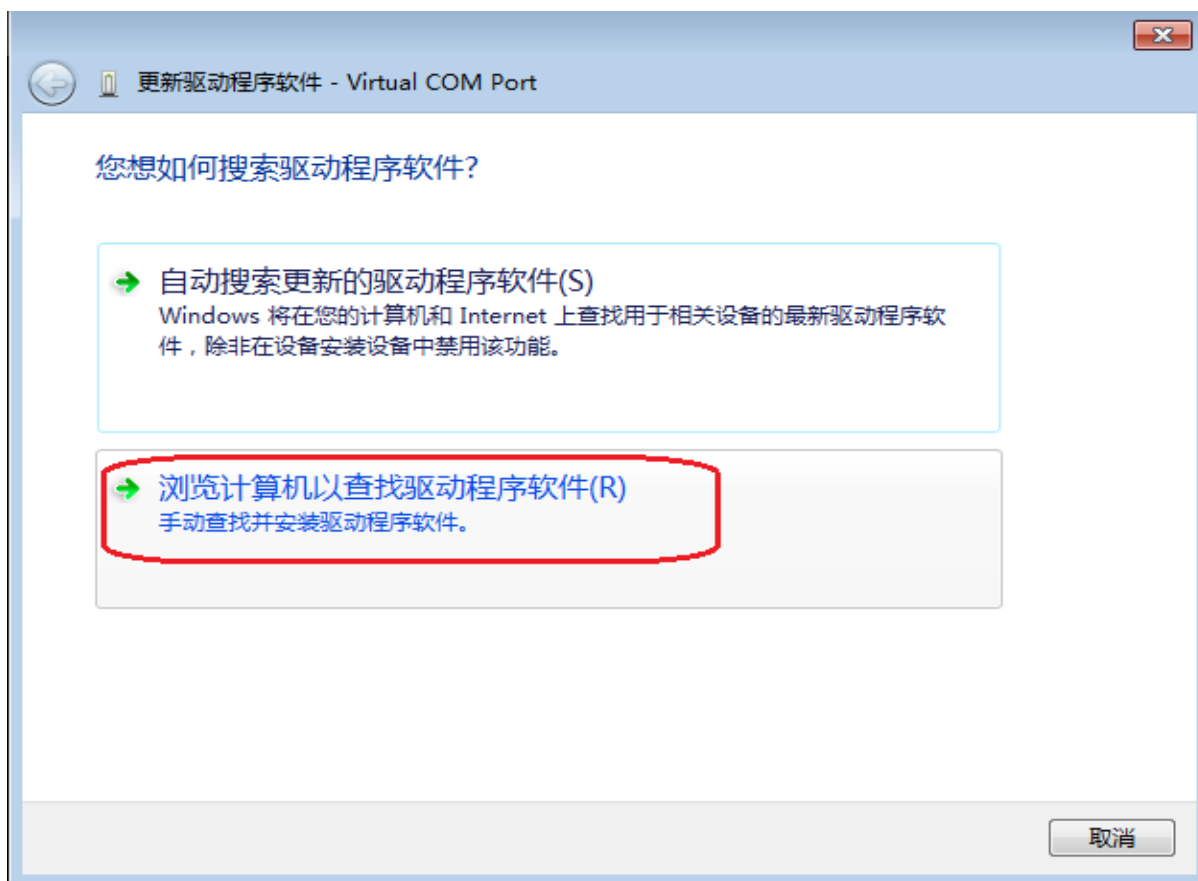 更新驱动程序软件 - Virtual COM Port
您想如何搜索驱动程序软件?
自动搜索更新的驱动程序软件(S)
Windows 将在您的计算机和 Internet 上查找用于相关设备的最新驱动程序软
件，除非在设备安装设备中禁用该功能。
浏览计算机以查找驱动程序软件(R)
手动查找并安装驱动程序软件。
取消